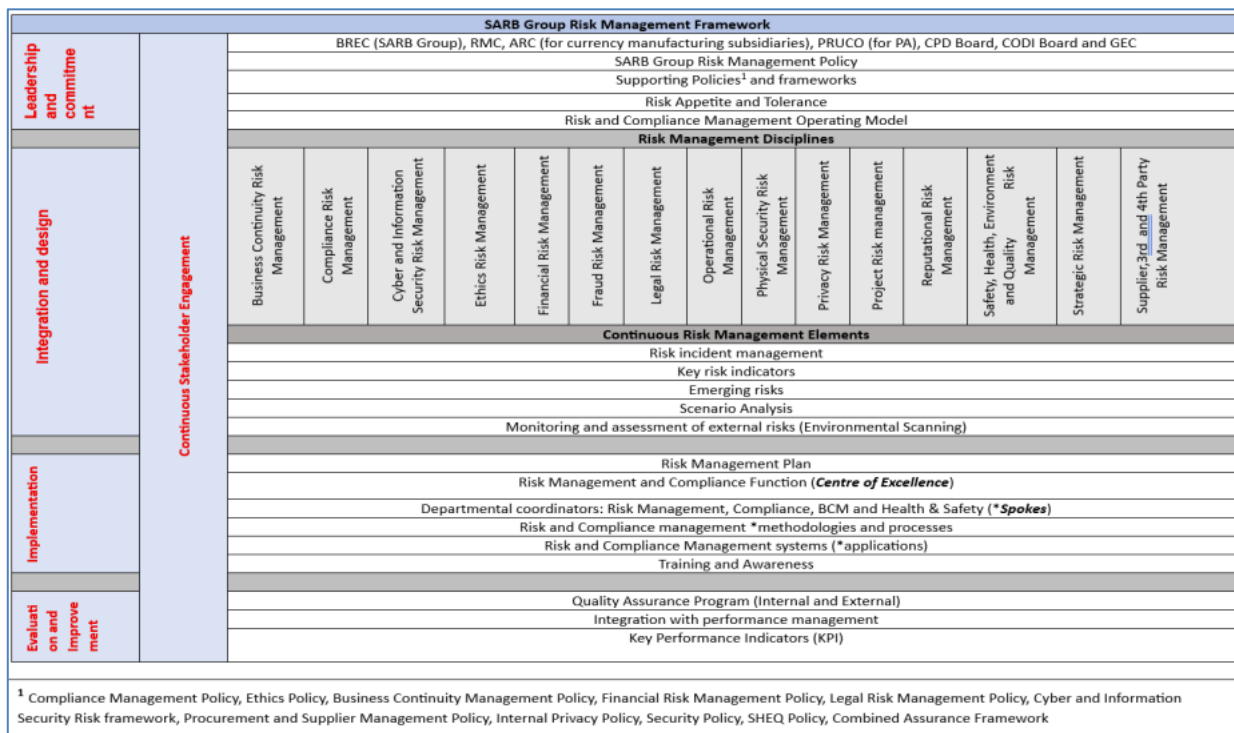 SARB Group Risk Management Framework
Leadership
and
commitme
nt
BREC (SARB Group), RMC, ARC (for currency manufacturing subsidiaries), PRUCO (for PA), CPD Board, CODI Board and GEC
SARB Group Risk Management Policy
Supporting Policies¹ and frameworks
Risk Appetite and Tolerance
Risk and Compliance Management Operating Model
Continuous Stakeholder Engagement
Risk Management Disciplines
Integration and design
Business Continuity Risk
Management
Compliance Risk
Management
Cyber and Information
Security Risk Management
Ethics Risk Management
Financial Risk Management
Fraud Risk Management
Legal Risk Management
Operational Risk
Management
Physical Security Risk
Management
Privacy Risk Management
Project Risk management
Reputational Risk
Management
Safety, Health, Environment
and Quality Risk
Management
Strategic Risk Management
Supplier,3rd and 4th Party
Risk Management
Continuous Risk Management Elements
Risk incident management
Key risk indicators
Emerging risks
Scenario Analysis
Monitoring and assessment of external risks (Environmental Scanning)
Implementation
Risk Management Plan
Risk Management and Compliance Function (Centre of Excellence)
Departmental coordinators: Risk Management, Compliance, BCM and Health & Safety (*Spokes)
Risk and Compliance management *methodologies and processes
Risk and Compliance Management systems (*applications)
Training and Awareness
Evaluati
on and
Improve
ment
Quality Assurance Program (Internal and External)
Integration with performance management
Key Performance Indicators (KPI)
¹ Compliance Management Policy, Ethics Policy, Business Continuity Management Policy, Financial Risk Management Policy, Legal Risk Management Policy, Cyber and Information
Security Risk framework, Procurement and Supplier Management Policy, Internal Privacy Policy, Security Policy, SHEQ Policy, Combined Assurance Framework